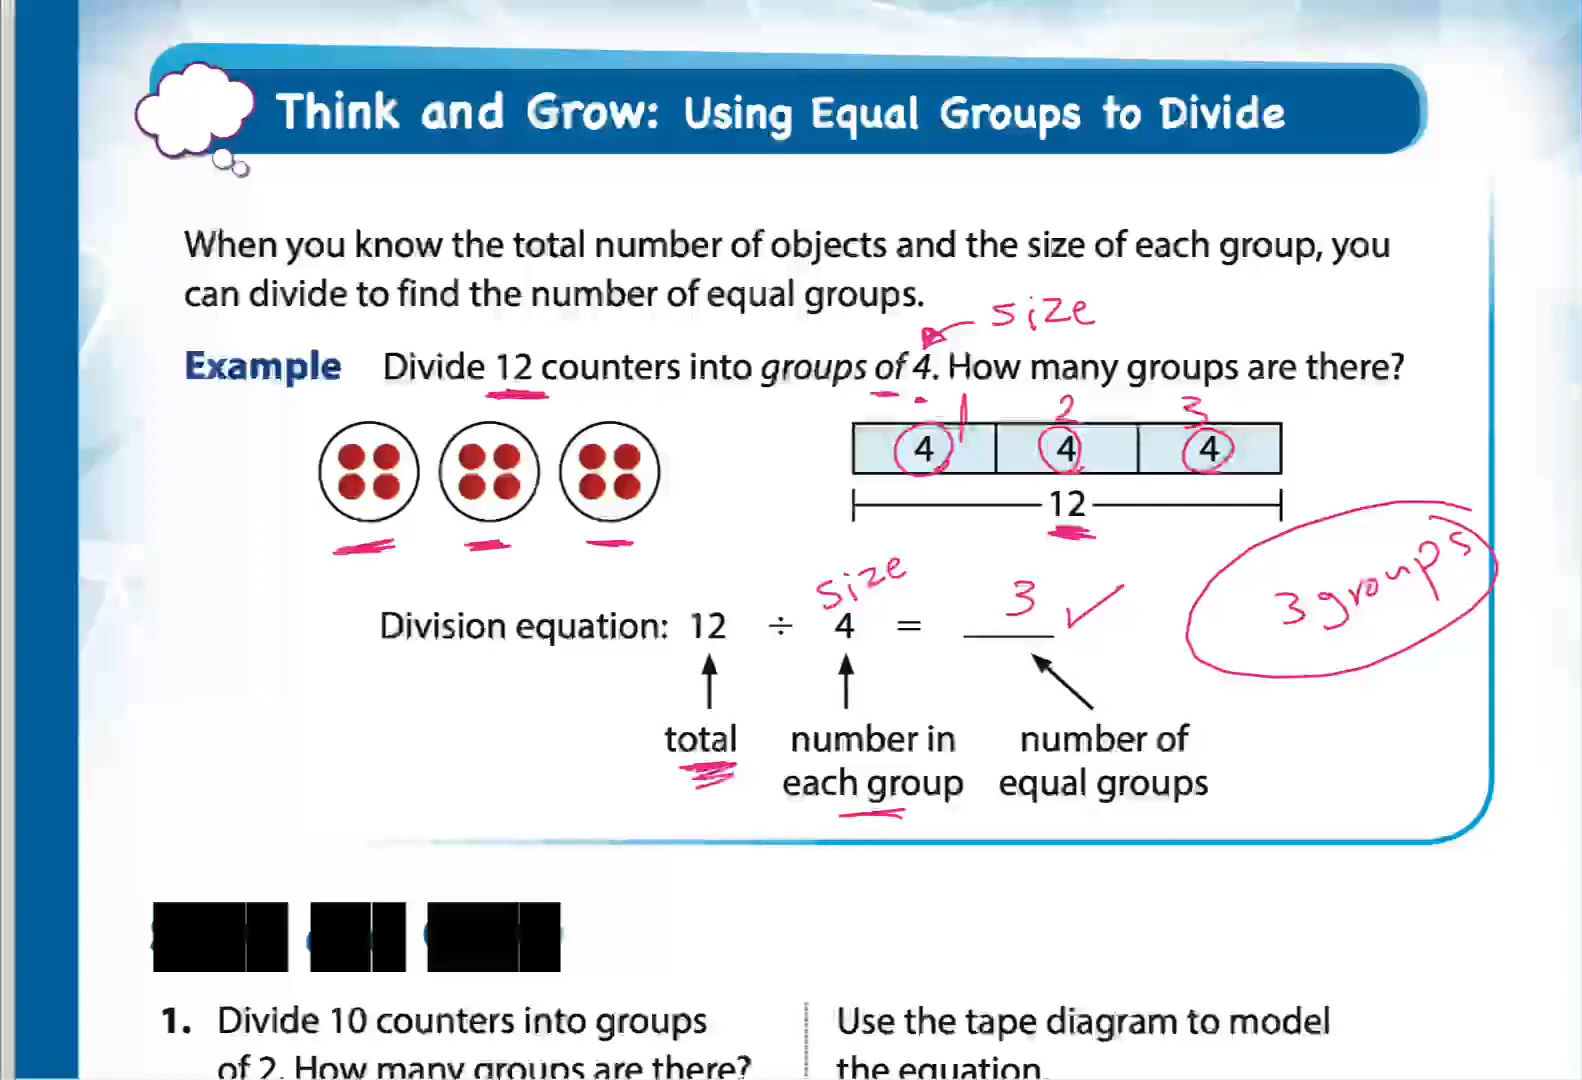 Think and Grow: Using Equal Groups to Divide
When you know the total number of objects and the size of each group, you
can divide to find the number of equal groups.
size
Example Divide 12 counters into groups of 4. How many groups are there?
1 2 3
4 4 4
12
3 groups
size
3
Division equation: 12 ÷ 4 = ___
total number in number of
each group equal groups
1. Divide 10 counters into groups
of 2. How many groups are there?
Use the tape diagram to model
the equation.